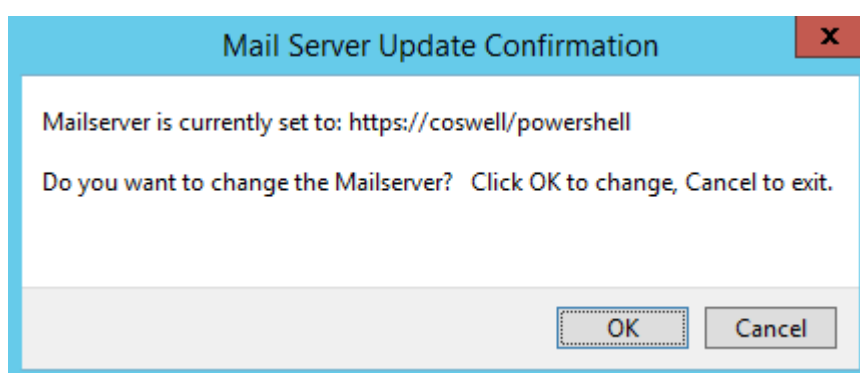 Mail Server Update Confirmation
x
Mailserver is currently set to: https://coswell/powershell
Do you want to change the Mailserver? Click OK to change, Cancel to exit.
OK
Cancel